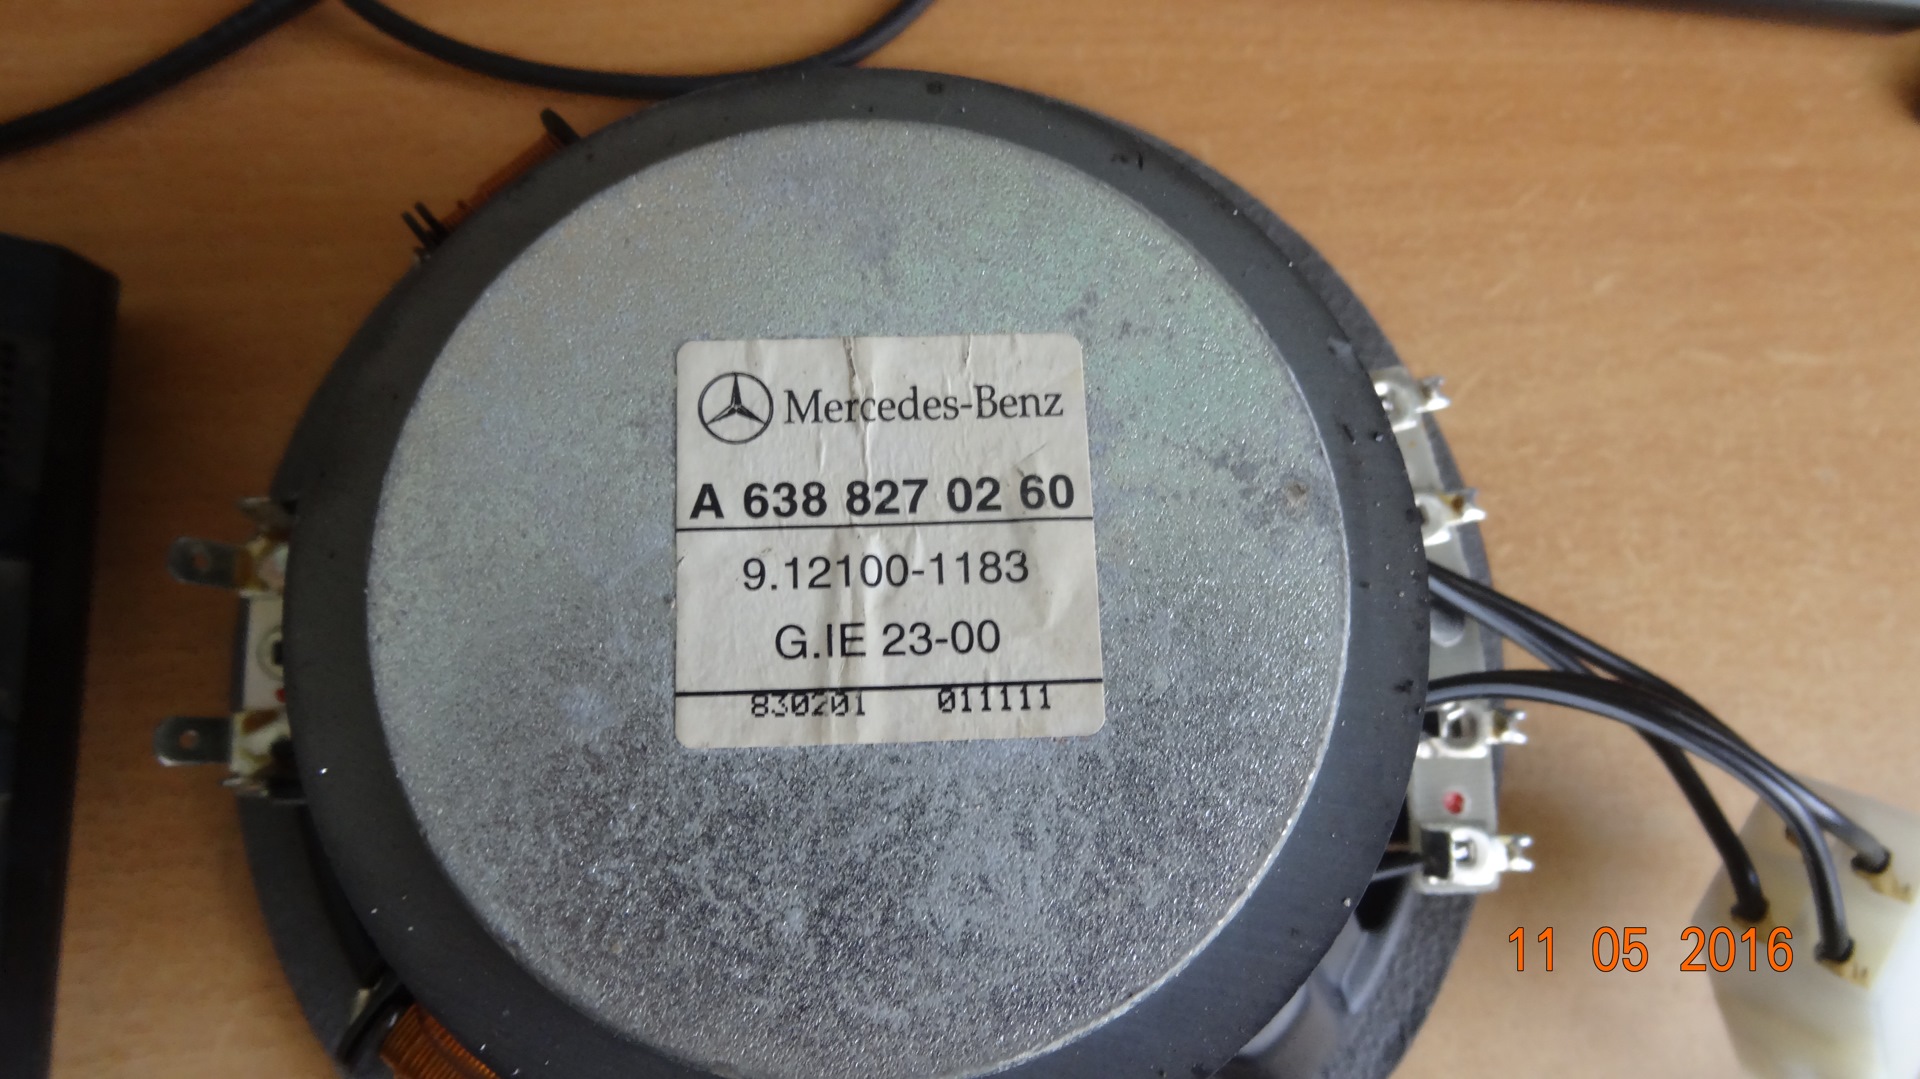 Mercedes-Benz
A 638 827 02 60
9.12100-1183
G.IE 23-00
830201 011111
11 05 2016